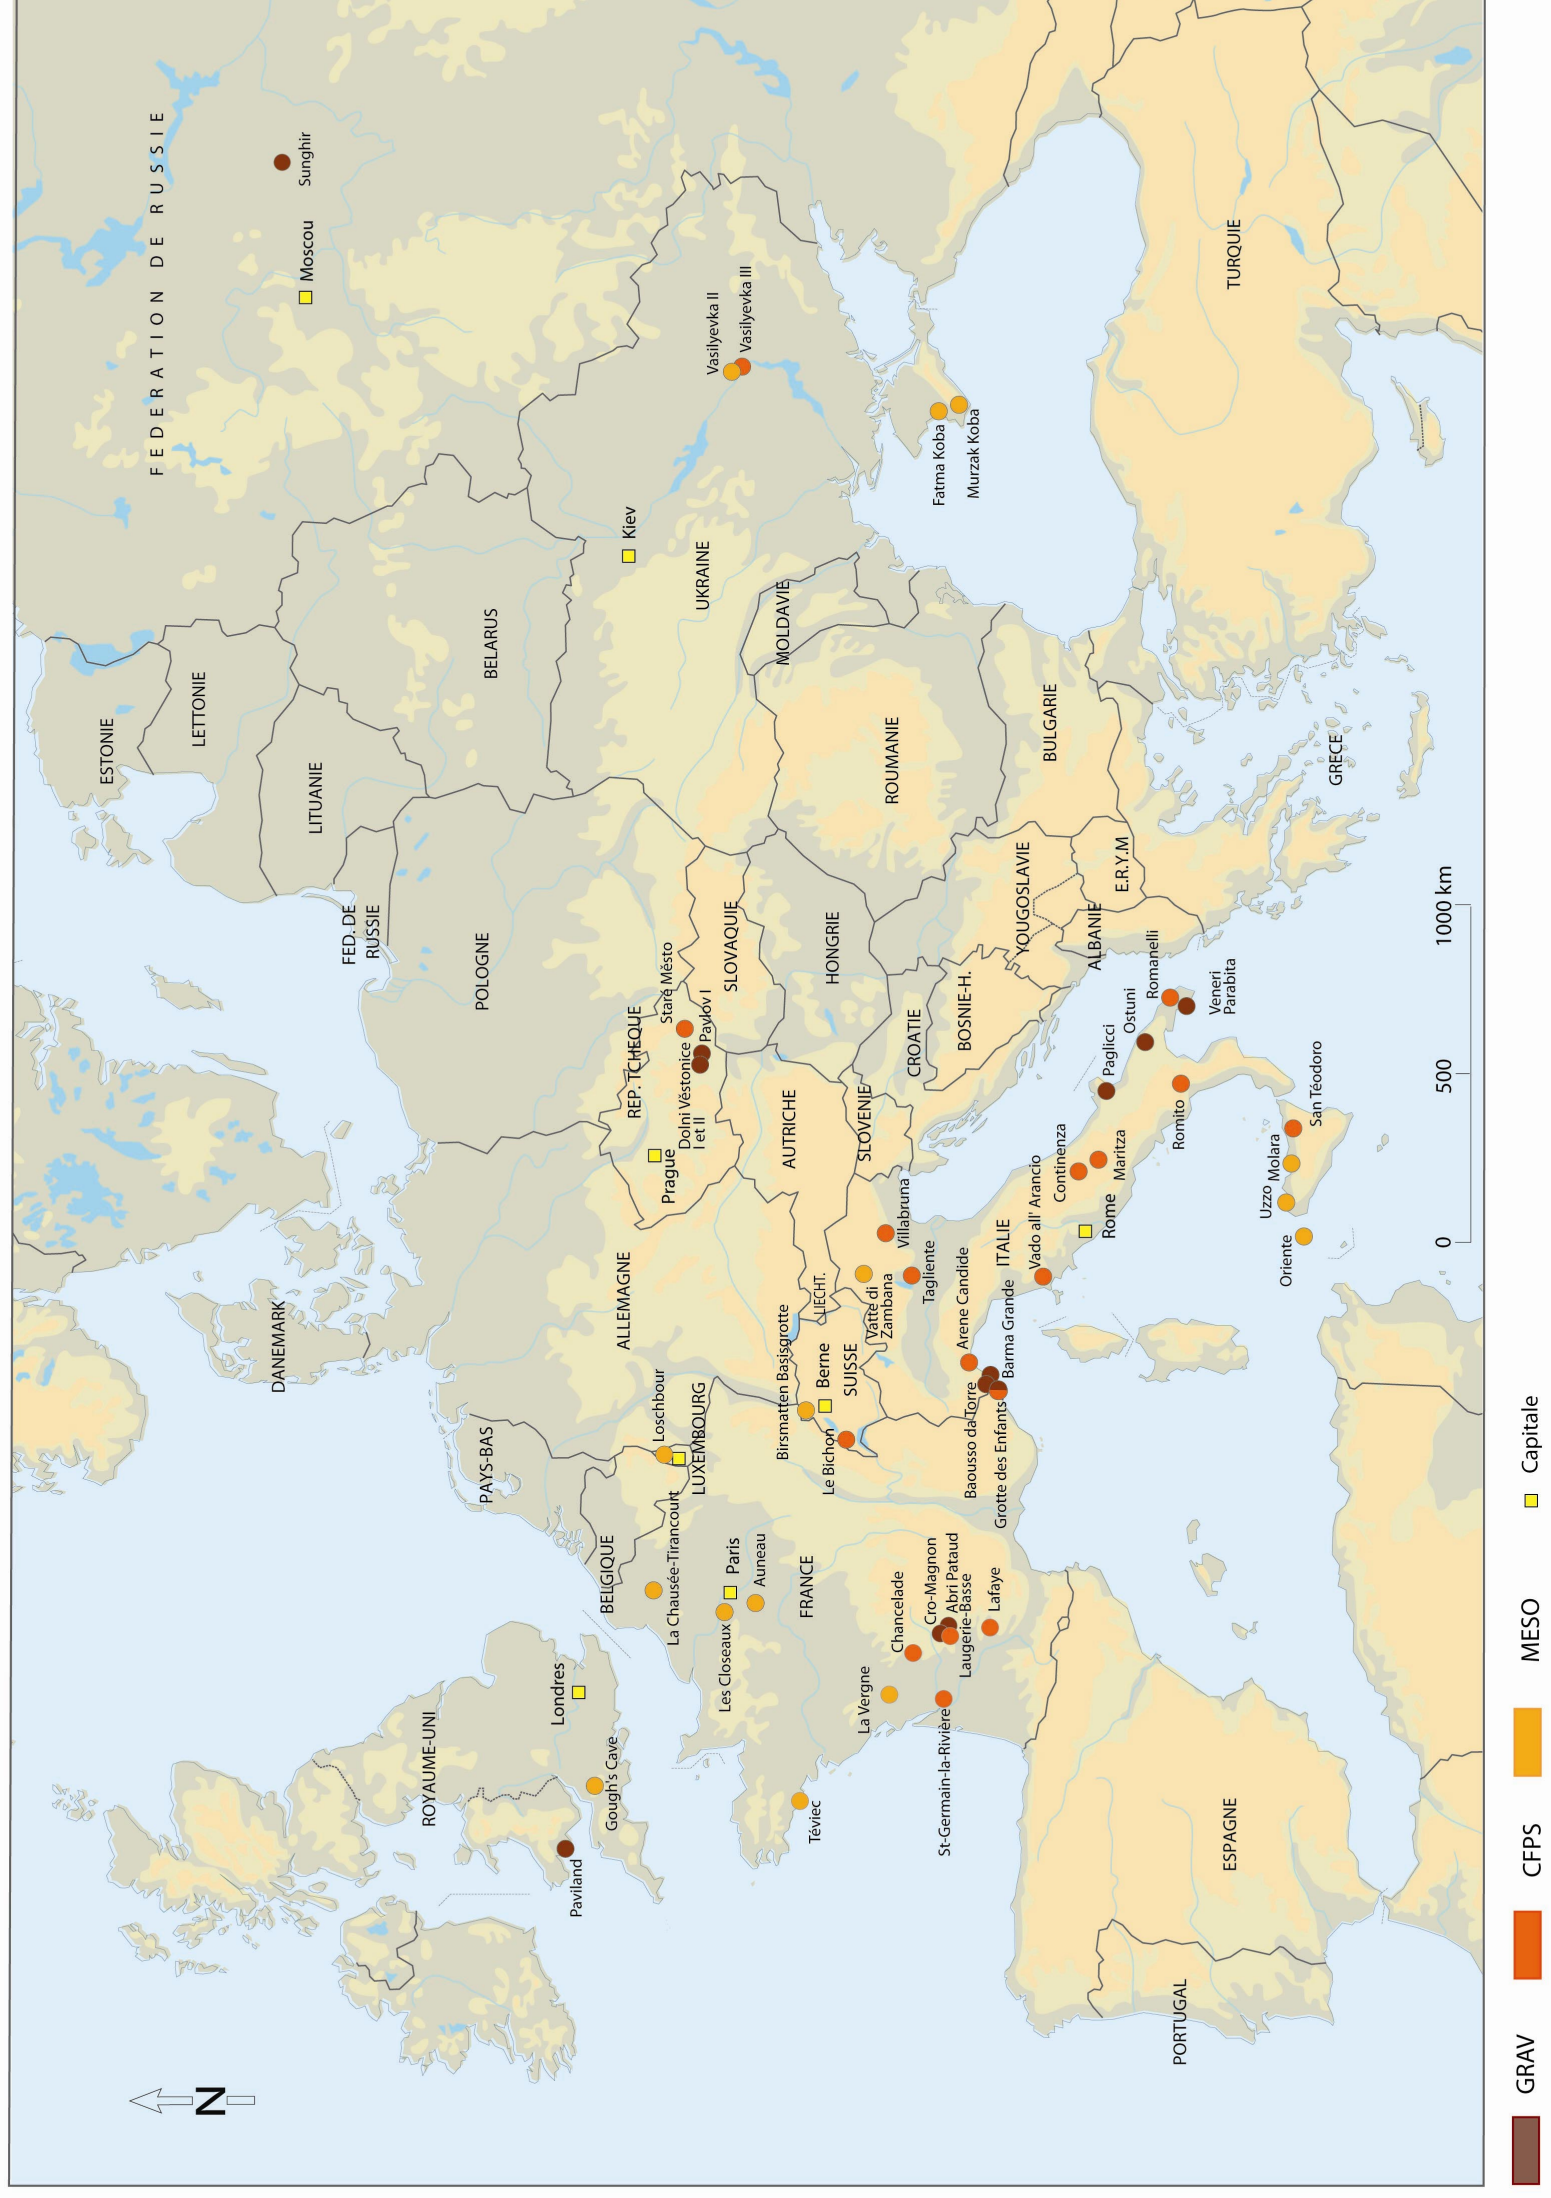 N
FEDERATION DE RUSSIE
Sunghir
Moscou
ESTONIE
LETTONIE
LITUANIE
FED. DE
RUSSIE
BELARUS
DANEMARK
ROYAUME-UNI
Londres
Gough's Cave
Paviland
PAYS-BAS
BELGIQUE
Loschbour
LUXEMBOURG
ALLEMAGNE
POLOGNE
REP. TCHEQUE
Prague
Staré Mĕsto
Pavlov I
Dolni Vĕstonice
I et II
SLOVAQUIE
Kiev
UKRAINE
Vasilyevka II
Vasilyevka III
Fatma Koba
Murzak Koba
MOLDAVIE
ROUMANIE
HONGRIE
AUTRICHE
SLOVENIE
CROATIE
BOSNIE-H.
YOUGOSLAVIE
BULGARIE
E.R.Y.M
ALBANIE
GRECE
TURQUIE
La Chausée-Tirancourt
Paris
Les Closeaux
Auneau
FRANCE
Téviec
La Vergne
Chancelade
Cro-Magnon
Abri Pataud
Laugerie-Basse
Lafaye
St-Germain-la-Rivière
Birsmatten Basisgrotte
Berne
SUISSE
LIECHT.
Le Bichon
Vatte di
Zambana
Villabruna
Tagliente
Arene Candide
Barma Grande
Baousso da Torre
Grotte des Enfants
ITALIE
Vado all' Arancio
Rome
Continenza
Maritza
Paglicci
Ostuni
Romanelli
Veneri
Parabita
Romito
San Téodoro
Molara
Uzzo
Oriente
ESPAGNE
PORTUGAL
0
500
1000 km
GRAV
CFPS
MESO
Capitale